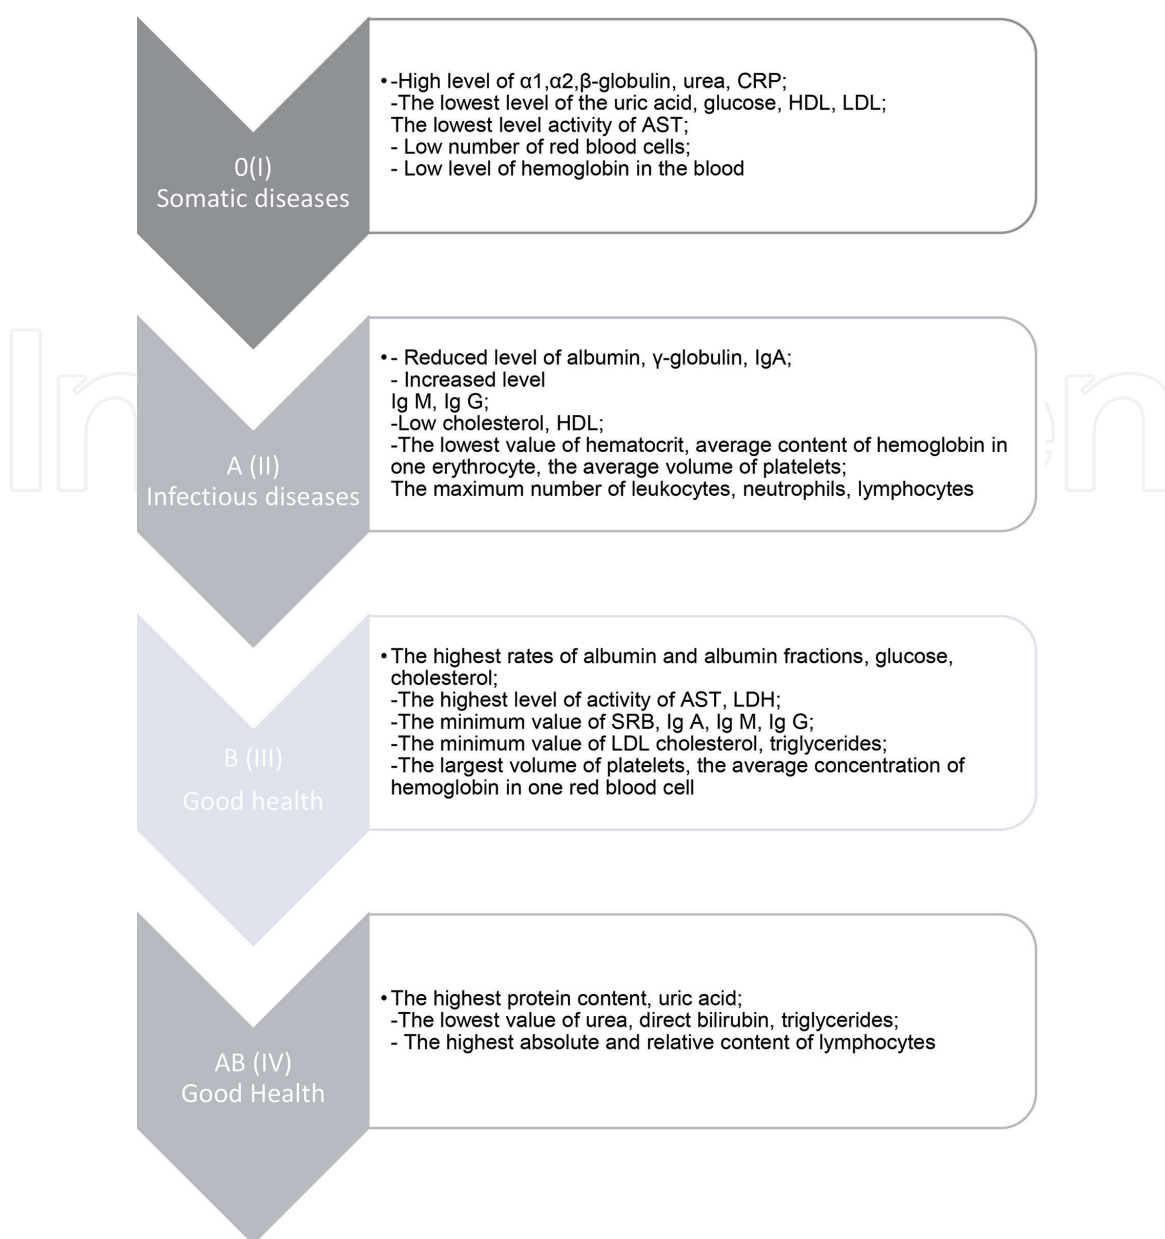 0(I)
Somatic diseases
• -High level of α1,α2,β-globulin, urea, CRP;
-The lowest level of the uric acid, glucose, HDL, LDL;
The lowest level activity of AST;
- Low number of red blood cells;
- Low level of hemoglobin in the blood
A (II)
Infectious diseases
• - Reduced level of albumin, γ-globulin, IgA;
- Increased level
Ig M, Ig G;
-Low cholesterol, HDL;
-The lowest value of hematocrit, average content of hemoglobin in
one erythrocyte, the average volume of platelets;
The maximum number of leukocytes, neutrophils, lymphocytes
B (III)
Good health
• The highest rates of albumin and albumin fractions, glucose,
cholesterol;
-The highest level of activity of AST, LDH;
-The minimum value of SRB, Ig A, Ig M, Ig G;
-The minimum value of LDL cholesterol, triglycerides;
-The largest volume of platelets, the average concentration of
hemoglobin in one red blood cell
AB (IV)
Good Health
• The highest protein content, uric acid;
-The lowest value of urea, direct bilirubin, triglycerides;
- The highest absolute and relative content of lymphocytes